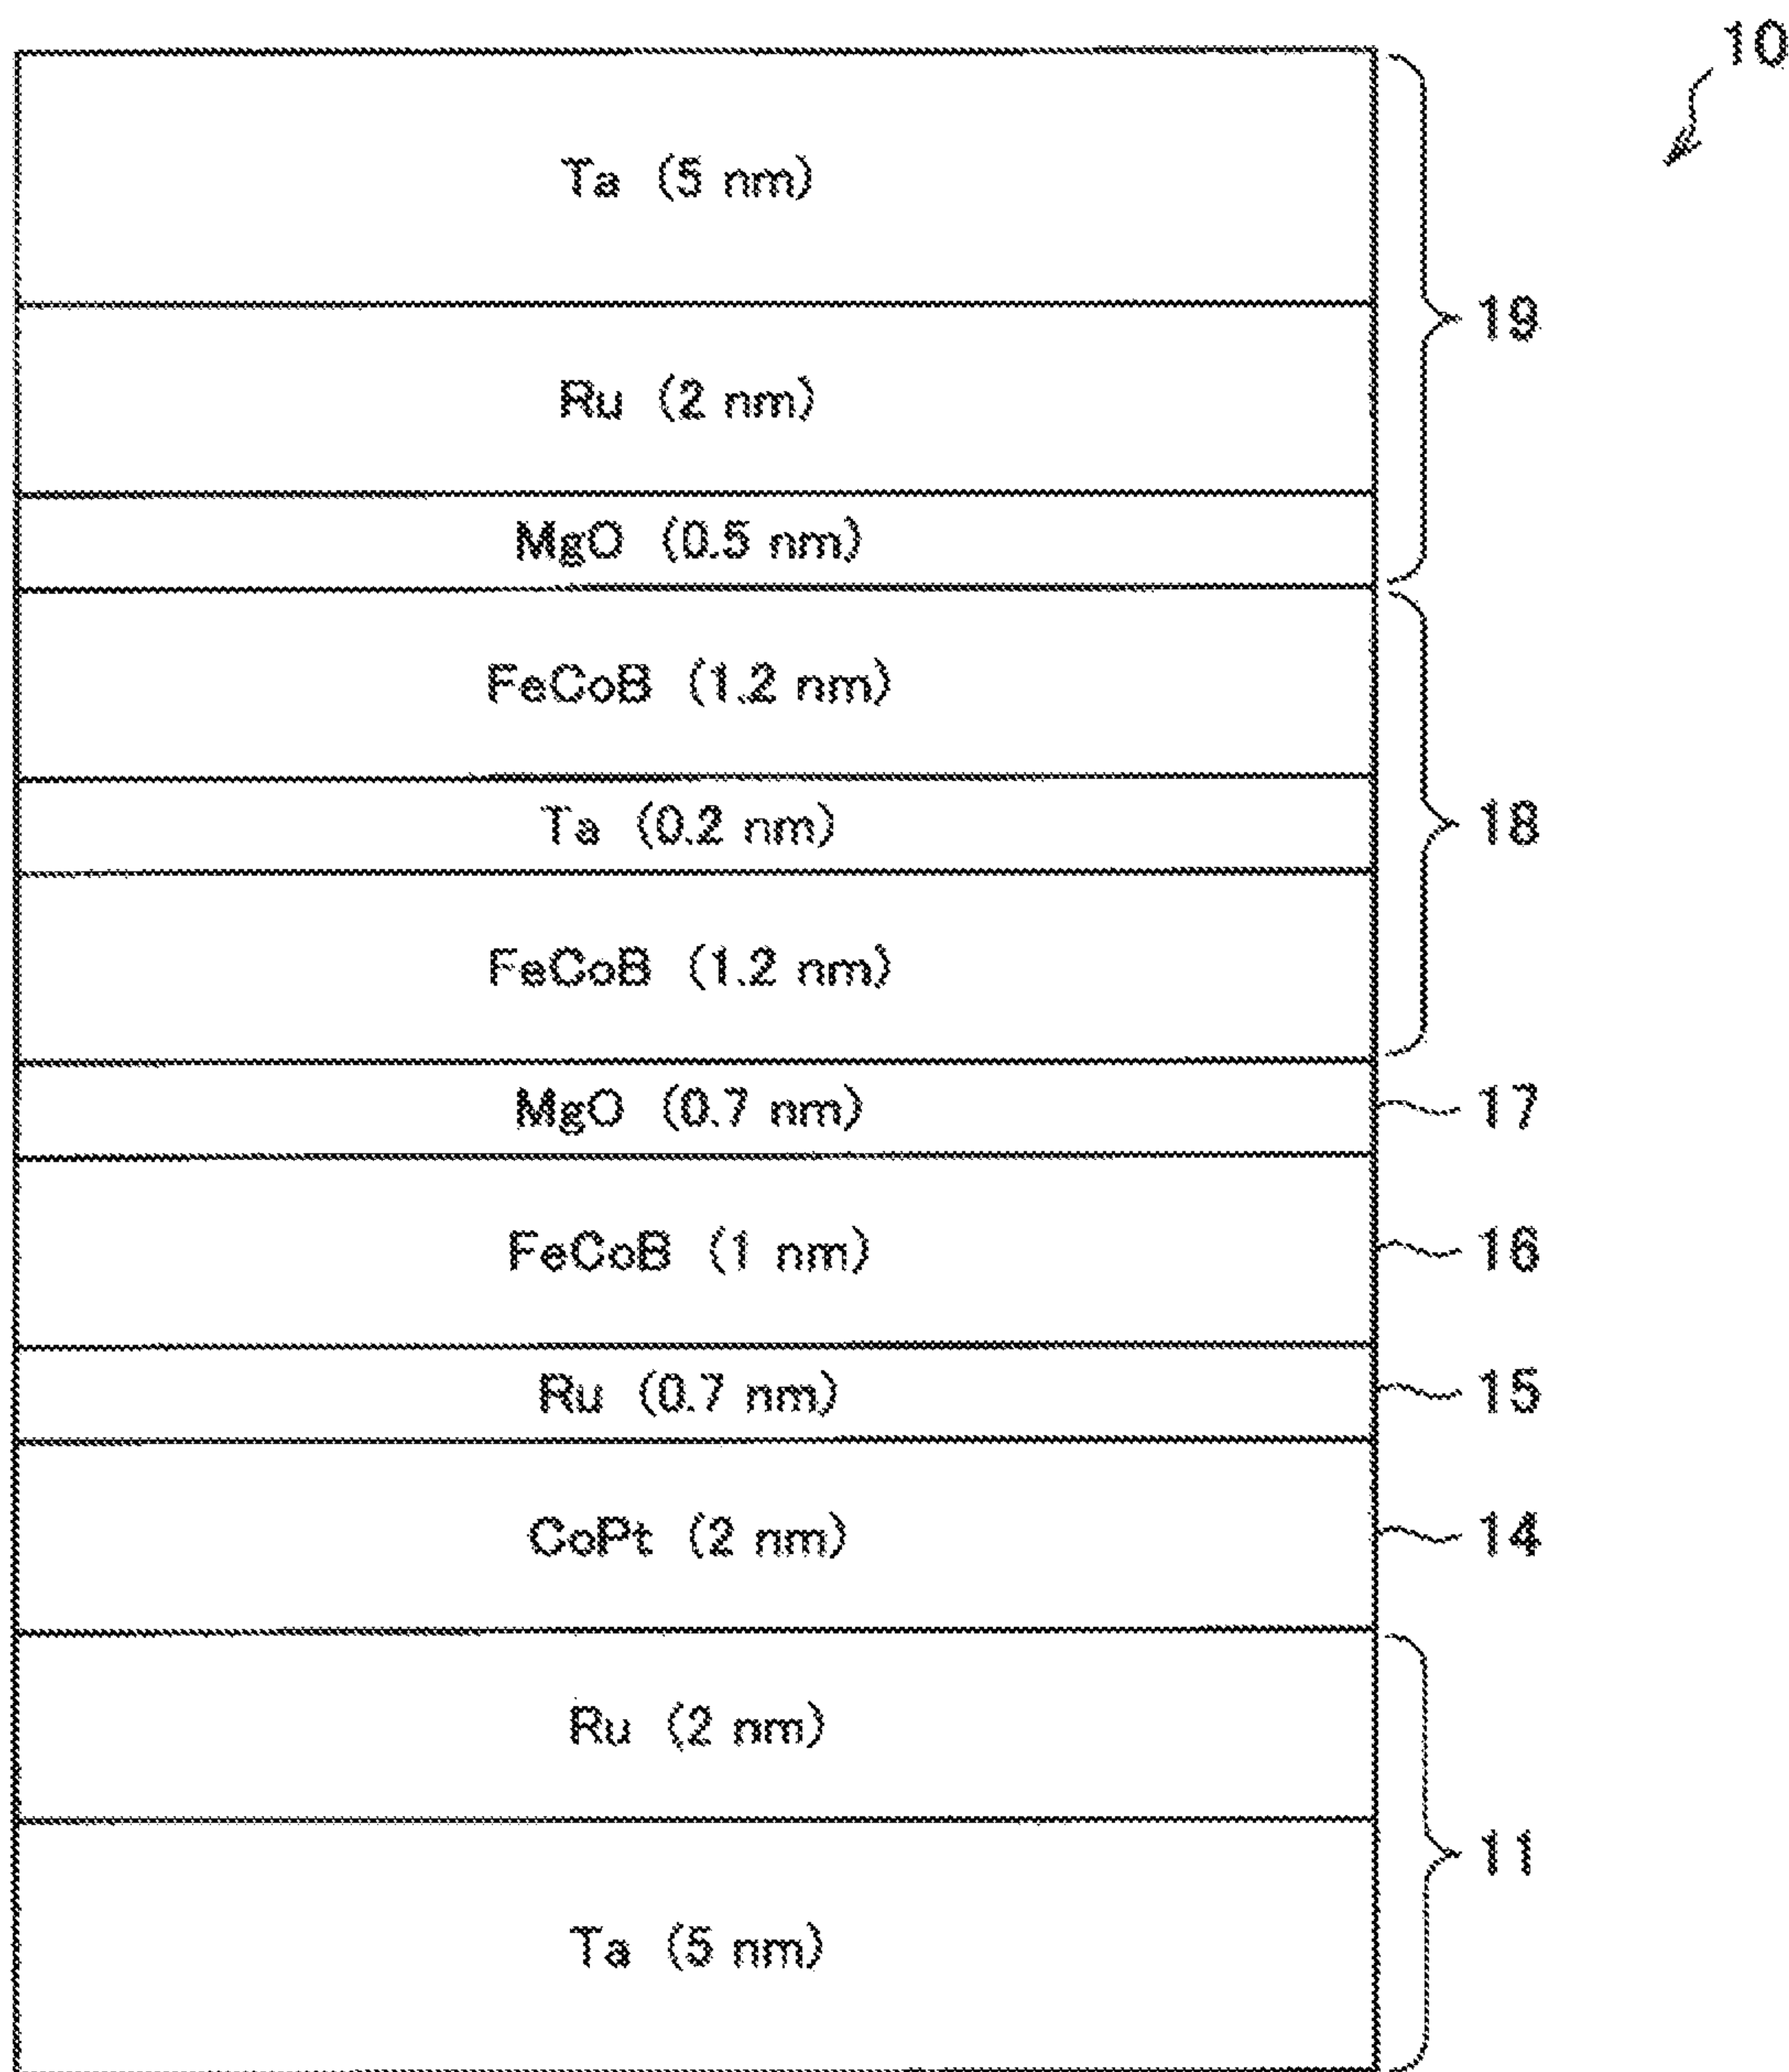 10
Ta (5 nm)
19
Ru (2 nm)
MgO (0.5 nm)
FeCoB (1.2 nm)
18
Ta (0.2 nm)
FeCoB (1.2 nm)
MgO (0.7 nm)
17
FeCoB (1 nm)
16
Ru (0.7 nm)
15
CoPt (2 nm)
14
Ru (2 nm)
11
Ta (5 nm)